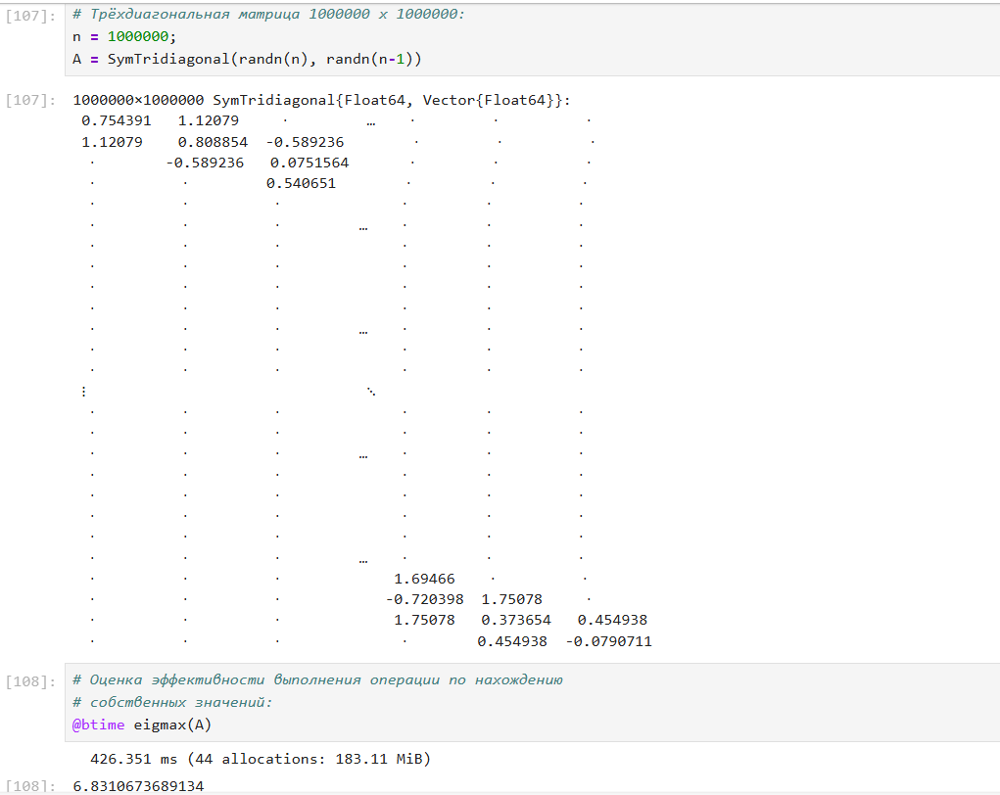 [107]: # Трёхдиагональная матрица 1000000 x 1000000:
n = 1000000;
A = SymTridiagonal(randn(n), randn(n-1))
[107]: 1000000×1000000 SymTridiagonal{Float64, Vector{Float64}}:
0.754391 1.12079 ⋅ … ⋅ ⋅ ⋅
1.12079 0.808854 -0.589236 ⋅ ⋅ ⋅
⋅ -0.589236 0.0751564 ⋅ ⋅ ⋅
⋅ ⋅ 0.540651 ⋅ ⋅ ⋅
⋅ ⋅ ⋅ ⋅ ⋅ ⋅
⋅ ⋅ ⋅ … ⋅ ⋅ ⋅
⋅ ⋅ ⋅ ⋅ ⋅ ⋅
⋅ ⋅ ⋅ ⋅ ⋅ ⋅
⋅ ⋅ ⋅ ⋅ ⋅ ⋅
⋅ ⋅ ⋅ ⋅ ⋅ ⋅
⋅ ⋅ ⋅ … ⋅ ⋅ ⋅
⋅ ⋅ ⋅ ⋅ ⋅ ⋅
⋅ ⋅ ⋅ ⋅ ⋅ ⋅
⋮ ⋱
⋅ ⋅ ⋅ ⋅ ⋅ ⋅
⋅ ⋅ ⋅ ⋅ ⋅ ⋅
⋅ ⋅ ⋅ … ⋅ ⋅ ⋅
⋅ ⋅ ⋅ ⋅ ⋅ ⋅
⋅ ⋅ ⋅ ⋅ ⋅ ⋅
⋅ ⋅ ⋅ ⋅ ⋅ ⋅
⋅ ⋅ ⋅ ⋅ ⋅ ⋅
⋅ ⋅ ⋅ … ⋅ ⋅ ⋅
⋅ ⋅ ⋅ 1.69466 ⋅ ⋅
⋅ ⋅ ⋅ -0.720398 1.75078 ⋅
⋅ ⋅ ⋅ 1.75078 0.373654 0.454938
⋅ ⋅ ⋅ ⋅ 0.454938 -0.0790711
[108]: # Оценка эффективности выполнения операции по нахождению
# собственных значений:
@btime eigmax(A)
426.351 ms (44 allocations: 183.11 MiB)
[108]: 6.8310673689134